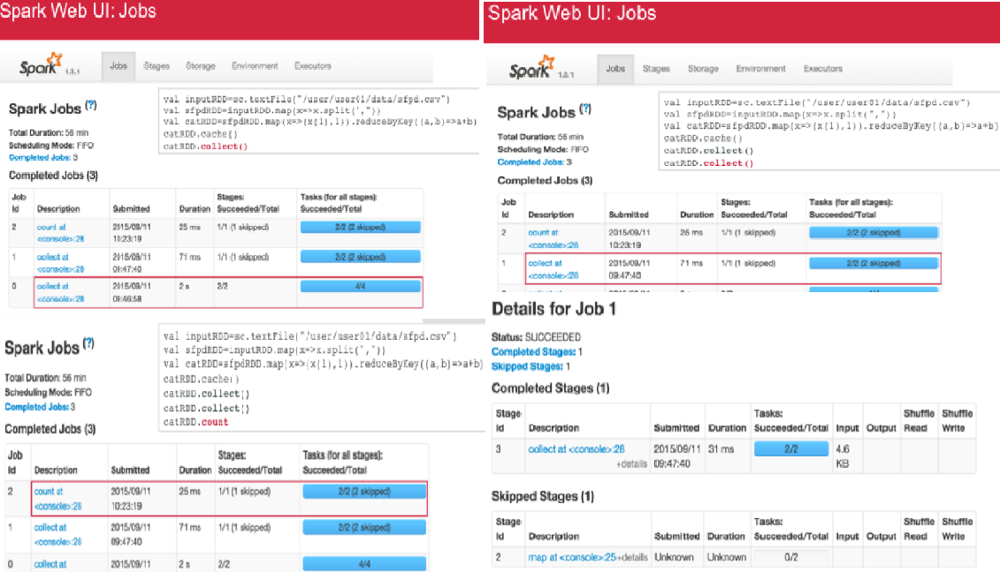 Spark Web UI: Jobs
Spark 1.3.1
Jobs Stages Storage Environment Executors
Spark Jobs (?)
val inputRDD=sc.textFile("/user/user01/data/sfpd.csv")
val sfpdRDD=inputRDD.map(x=>x.split(","))
val catRDD=sfpdRDD.map(x=>(x(1),1)).reduceByKey((a,b)=>a+b)
catRDD.cache()
catRDD.collect()
Total Duration: 56 min
Scheduling Mode: FIFO
Completed Jobs: 3
Completed Jobs (3)
Job Id Description Submitted Duration Stages: Succeeded/Total Tasks (for all stages): Succeeded/Total
2 count at <console>:28 2015/09/11 10:23:19 25 ms 1/1 (1 skipped) 2/2 (2 skipped)
1 collect at <console>:28 2015/09/11 09:47:40 71 ms 1/1 (1 skipped) 2/2 (2 skipped)
0 collect at <console>:28 2015/09/11 09:46:58 2 s 2/2 4/4
Spark Jobs (?)
val inputRDD=sc.textFile("/user/user01/data/sfpd.csv")
val sfpdRDD=inputRDD.map(x=>x.split(","))
val catRDD=sfpdRDD.map(x=>(x(1),1)).reduceByKey((a,b)=>a+b)
catRDD.cache()
catRDD.collect()
catRDD.collect()
catRDD.count
Total Duration: 56 min
Scheduling Mode: FIFO
Completed Jobs: 3
Completed Jobs (3)
Job Id Description Submitted Duration Stages: Succeeded/Total Tasks (for all stages): Succeeded/Total
2 count at <console>:28 2015/09/11 10:23:19 25 ms 1/1 (1 skipped) 2/2 (2 skipped)
1 collect at <console>:28 2015/09/11 09:47:40 71 ms 1/1 (1 skipped) 2/2 (2 skipped)
0 collect at 2015/09/11 2 s 2/2 4/4
Spark Web UI: Jobs
Spark 1.3.1
Jobs Stages Storage Environment Executors
Spark Jobs (?)
val inputRDD=sc.textFile("/user/user01/data/sfpd.csv")
val sfpdRDD=inputRDD.map(x=>x.split(","))
val catRDD=sfpdRDD.map(x=>(x(1),1)).reduceByKey((a,b)=>a+b)
catRDD.cache()
catRDD.collect()
catRDD.collect()
Total Duration: 56 min
Scheduling Mode: FIFO
Completed Jobs: 3
Completed Jobs (3)
Job Id Description Submitted Duration Stages: Succeeded/Total Tasks (for all stages): Succeeded/Total
2 count at <console>:28 2015/09/11 10:23:19 25 ms 1/1 (1 skipped) 2/2 (2 skipped)
1 collect at <console>:28 2015/09/11 09:47:40 71 ms 1/1 (1 skipped) 2/2 (2 skipped)
Details for Job 1
Status: SUCCEEDED
Completed Stages: 1
Skipped Stages: 1
Completed Stages (1)
Stage Id Description Submitted Duration Tasks: Succeeded/Total Input Output Shuffle Read Shuffle Write
3 collect at <console>:28 +details 2015/09/11 09:47:40 31 ms 2/2 4.6 KB
Skipped Stages (1)
Stage Id Description Submitted Duration Tasks: Succeeded/Total Input Output Shuffle Read Shuffle Write
2 map at <console>:25 +details Unknown Unknown 0/2